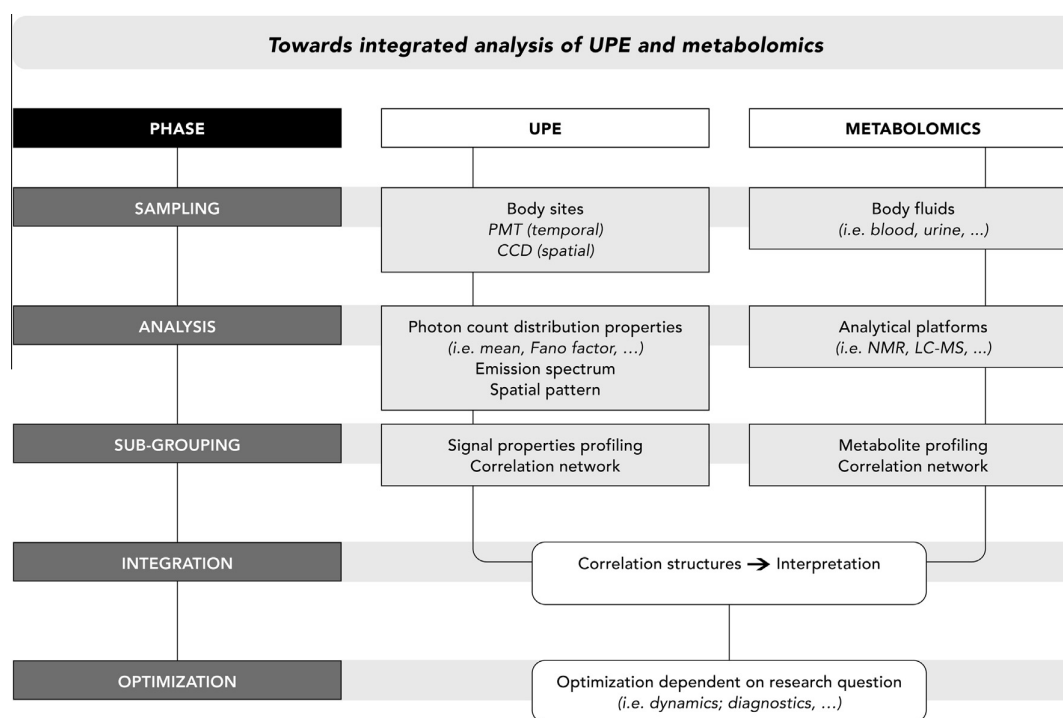 Towards integrated analysis of UPE and metabolomics
PHASE
UPE
METABOLOMICS
SAMPLING
Body sites
PMT (temporal)
CCD (spatial)
Body fluids
(i.e. blood, urine, ...)
ANALYSIS
Photon count distribution properties
(i.e. mean, Fano factor, …)
Emission spectrum
Spatial pattern
Analytical platforms
(i.e. NMR, LC-MS, ...)
SUB-GROUPING
Signal properties profiling
Correlation network
Metabolite profiling
Correlation network
INTEGRATION
Correlation structures ➔ Interpretation
OPTIMIZATION
Optimization dependent on research question
(i.e. dynamics; diagnostics, …)